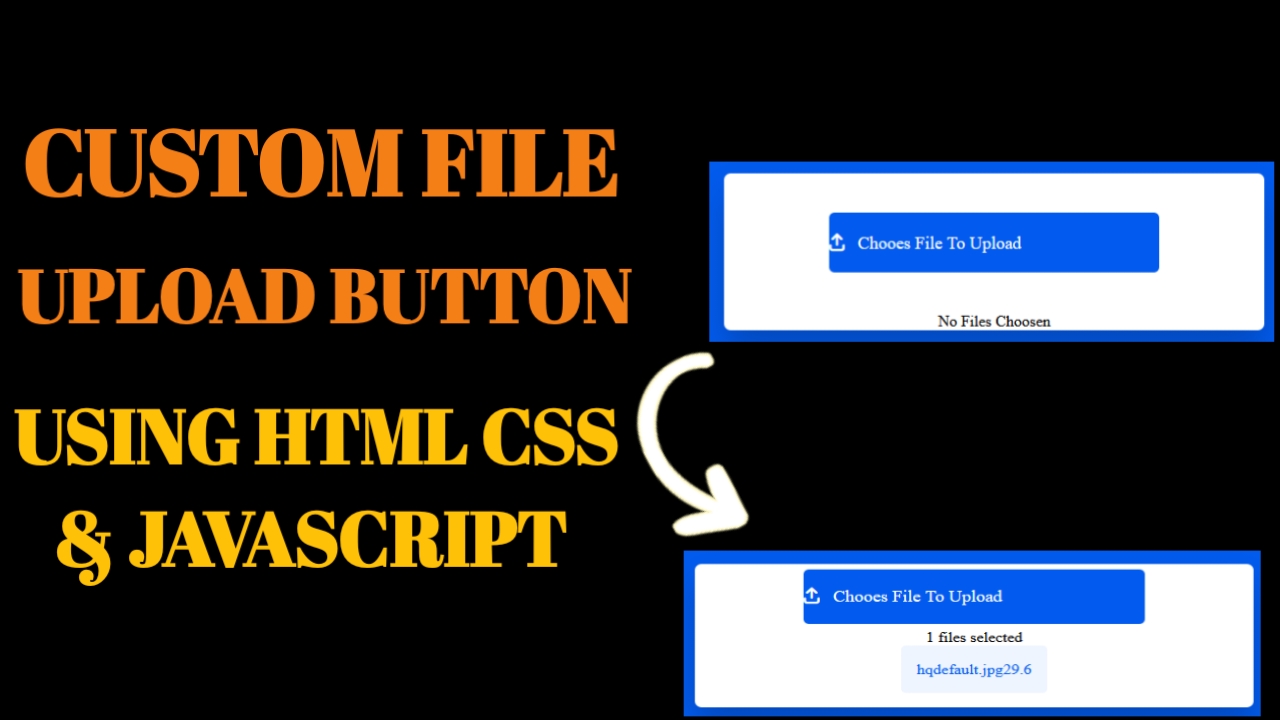 CUSTOM FILE
UPLOAD BUTTON
USING HTML CSS
& JAVASCRIPT
Chooes File To Upload
No Files Choosen
Chooes File To Upload
1 files selected
hqdefault.jpg29.6